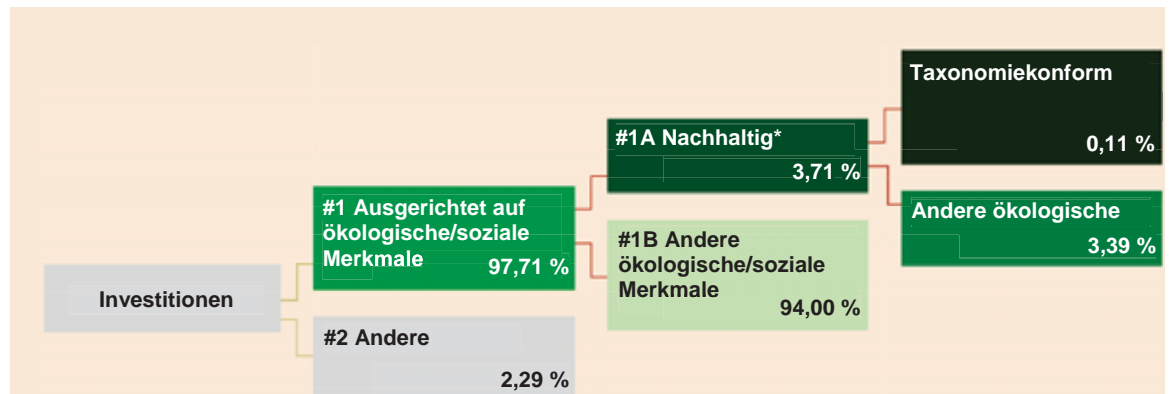 Investitionen
#1 Ausgerichtet auf
ökologische/soziale
Merkmale 97,71 %
#2 Andere
2,29 %
#1A Nachhaltig*
3,71 %
#1B Andere
ökologische/soziale
Merkmale
94,00 %
Taxonomiekonform
0,11 %
Andere ökologische
3,39 %